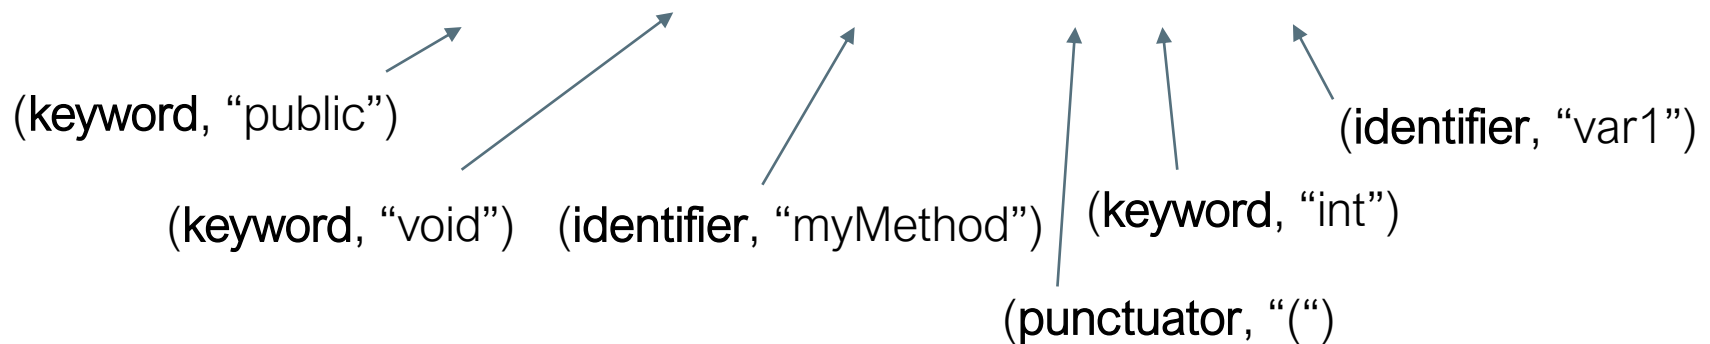 (keyword, “public”)
(identifier, “var1”)
(keyword, “void”)
(identifier, “myMethod”)
(keyword, “int”)
(punctuator, “(“)